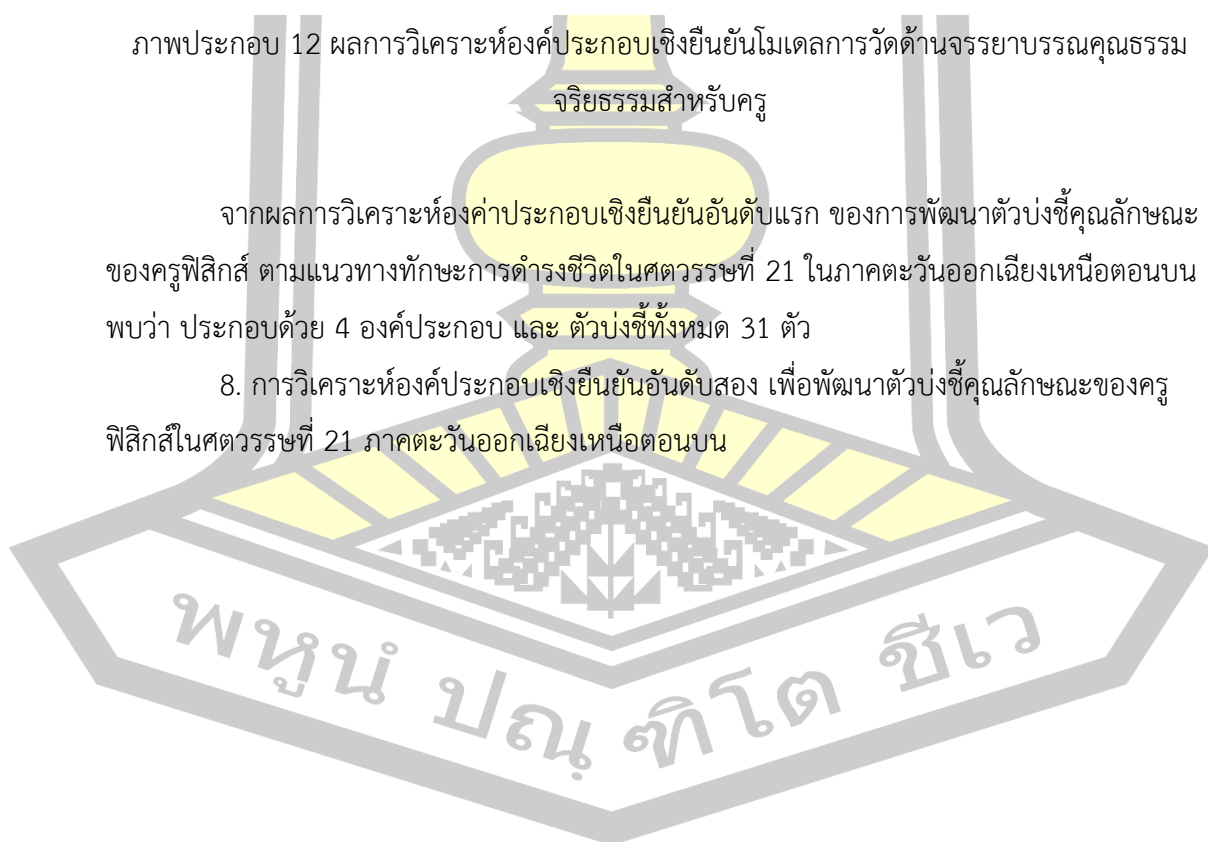 ภาพประกอบ 12 ผลการวิเคราะห์องค์ประกอบเชิงยืนยันโมเดลการวัดด้านจรรยาบรรณคุณธรรม
จริยธรรมสำหรับครู
จากผลการวิเคราะห์องค่าประกอบเชิงยืนยันอันดับแรก ของการพัฒนาตัวบ่งชี้คุณลักษณะ
ของครูฟิสิกส์ ตามแนวทางทักษะการดำรงชีวิตในศตวรรษที่ 21 ในภาคตะวันออกเฉียงเหนือตอนบน
พบว่า ประกอบด้วย 4 องค์ประกอบ และ ตัวบ่งชี้ทั้งหมด 31 ตัว
8. การวิเคราะห์องค์ประกอบเชิงยืนยันอันดับสอง เพื่อพัฒนาตัวบ่งชี้คุณลักษณะของครู
ฟิสิกส์ในศตวรรษที่ 21 ภาคตะวันออกเฉียงเหนือตอนบน
พหูนํ ปณฺ ฑิโต ชีเว